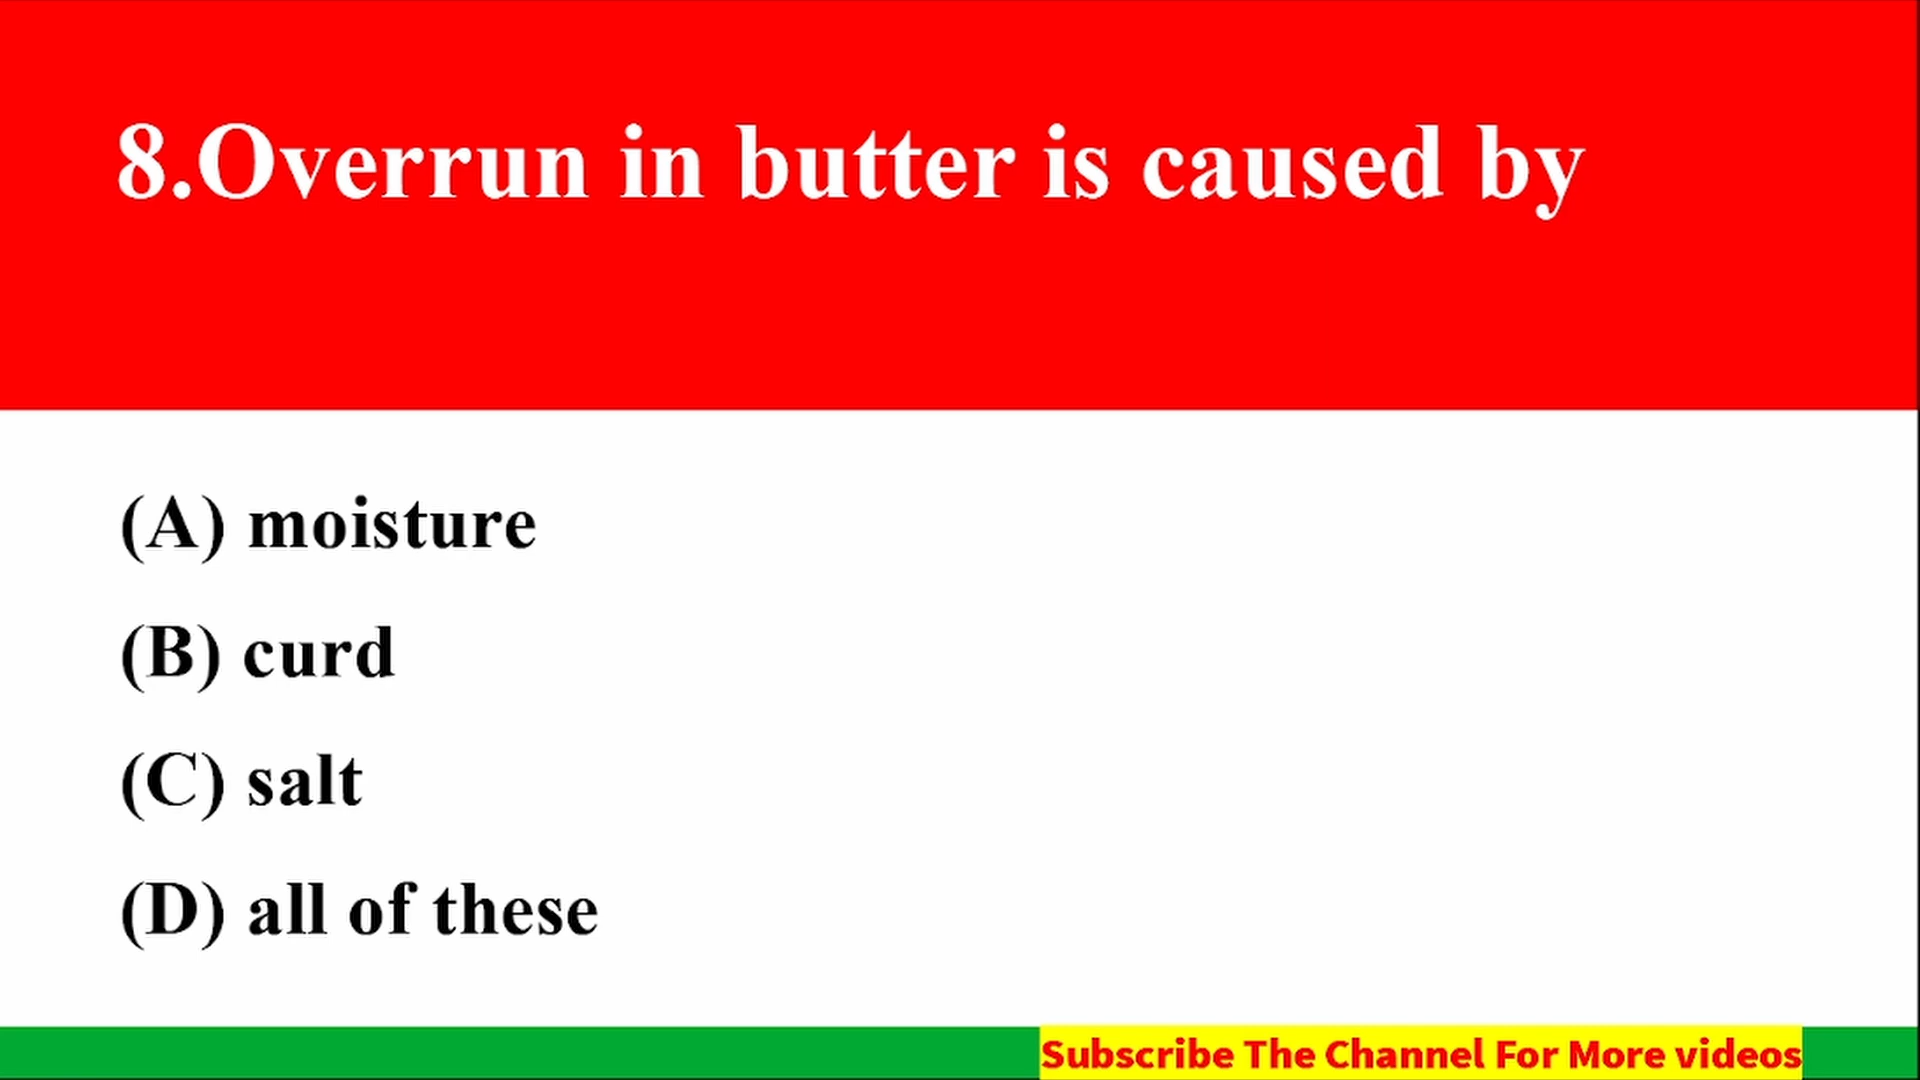 8.Overrun in butter is caused by
(A) moisture
(B) curd
(C) salt
(D) all of these
Subscribe The Channel For More videos